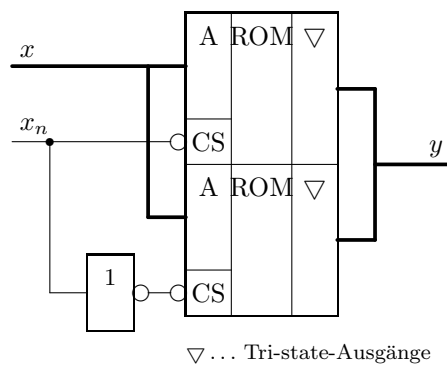 A ROM ▽
x
x_n
CS
y
A ROM ▽
1
CS
▽ ... Tri-state-Ausgänge